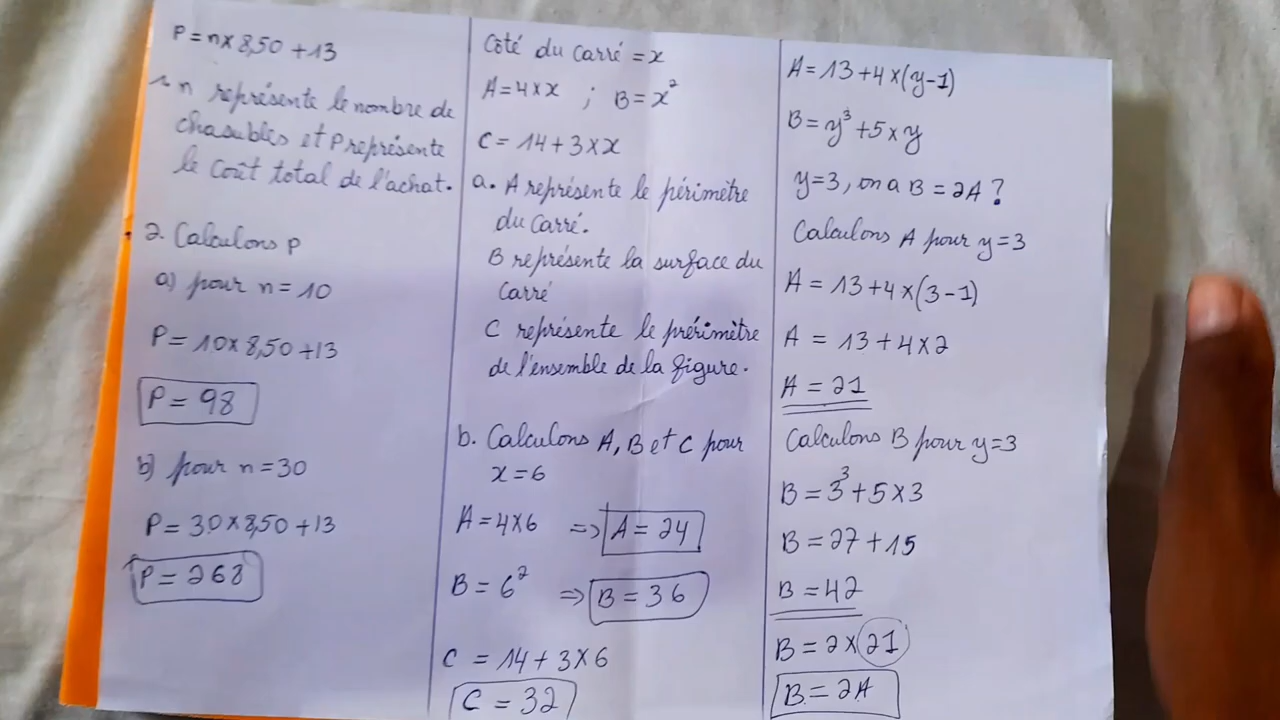 P = n × 8,50 + 13
1. n représente le nombre de
chasubles et P représente
le coût total de l'achat.
2. Calculons P
a) pour n = 10
P = 10 × 8,50 + 13
P = 98
b) pour n = 30
P = 30 × 8,50 + 13
P = 268
Côté du carré = x
A = 4 × x ; B = x²
C = 14 + 3 × x
a. A représente le périmètre
du carré.
B représente la surface du
carré
C représente le prérimètre
de l'ensemble de la figure.
b. Calculons A, B et C pour
x = 6
A = 4 × 6 => A = 24
B = 6² => B = 36
C = 14 + 3 × 6
C = 32
A = 13 + 4 × (y - 1)
B = y³ + 5 × y
y = 3, on a B = 2A ?
Calculons A pour y = 3
A = 13 + 4 × (3 - 1)
A = 13 + 4 × 2
A = 21
Calculons B pour y = 3
B = 3³ + 5 × 3
B = 27 + 15
B = 42
B = 2 × 21
B = 2A